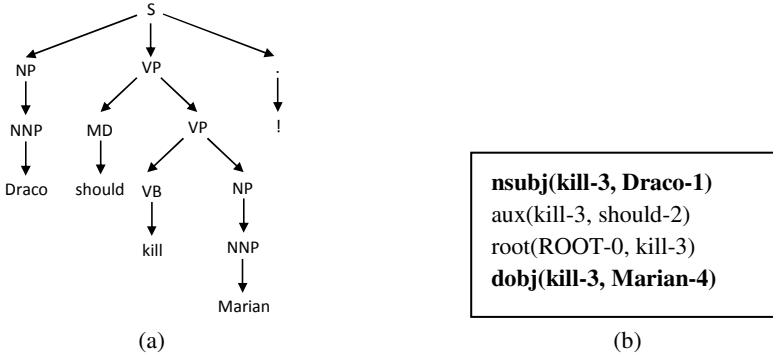 S
NP VP .
NNP MD VP !
Draco should VB NP
kill NNP
Marian
(a)
nsubj(kill-3, Draco-1)
aux(kill-3, should-2)
root(ROOT-0, kill-3)
dobj(kill-3, Marian-4)
(b)